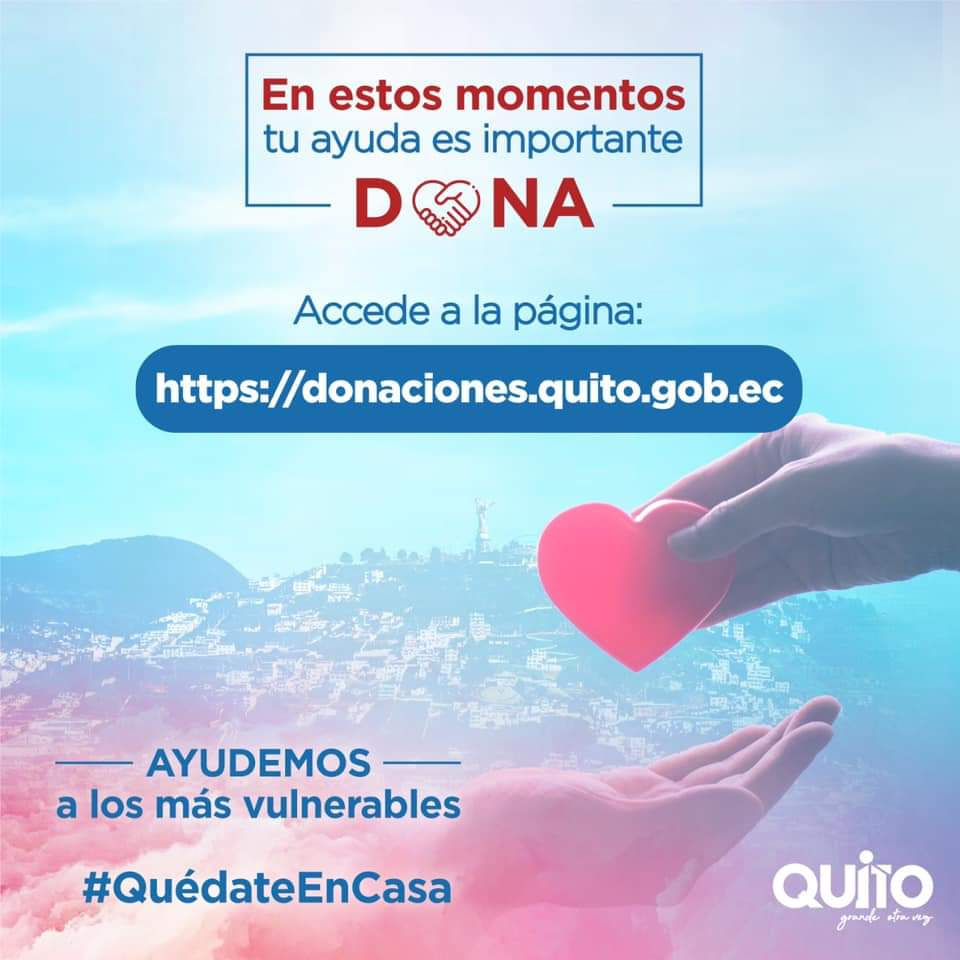 En estos momentos
tu ayuda es importante
DONA
Accede a la página:
https://donaciones.quito.gob.ec
AYUDEMOS
a los más vulnerables
#QuédateEnCasa
QUITO
grande otra vez